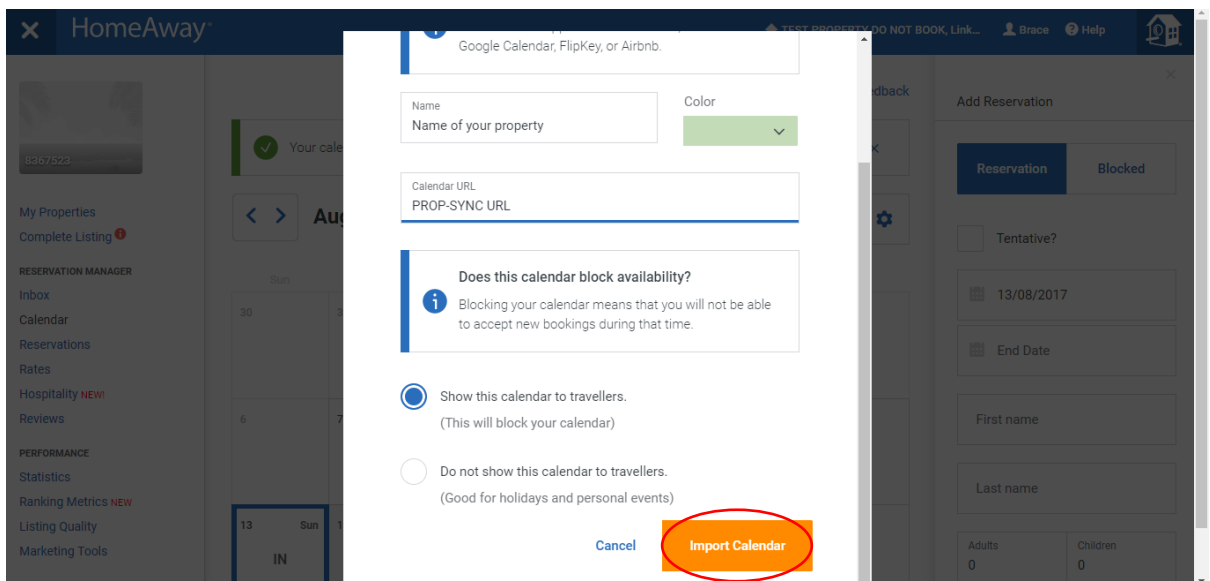 HomeAway
TEST PROPERTY DO NOT BOOK, Link...
Brace
Help
8367523
My Properties
Complete Listing
RESERVATION MANAGER
Inbox
Calendar
Reservations
Rates
Hospitality NEW!
Reviews
PERFORMANCE
Statistics
Ranking Metrics NEW
Listing Quality
Marketing Tools
Your cale
Aug
Sun
30
6
7
13 Sun
IN
Google Calendar, FlipKey, or Airbnb.
Name
Name of your property
Color
Calendar URL
PROP-SYNC URL
Does this calendar block availability?
Blocking your calendar means that you will not be able
to accept new bookings during that time.
Show this calendar to travellers.
(This will block your calendar)
Do not show this calendar to travellers.
(Good for holidays and personal events)
Cancel
Import Calendar
edback
Add Reservation
Reservation
Blocked
Tentative?
13/08/2017
End Date
First name
Last name
Adults
0
Children
0